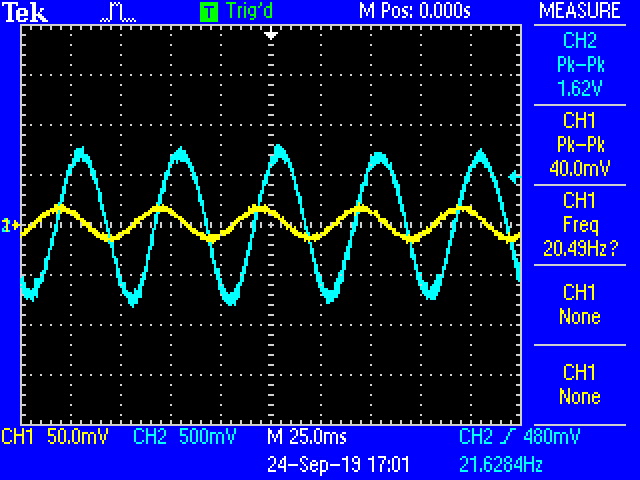 Tek T Trig'd M Pos: 0.000s MEASURE
CH2
Pk-Pk
1.62V
CH1
Pk-Pk
40.0mV
CH1
Freq
20.49Hz?
CH1
None
CH1
None
CH1 50.0mV CH2 500mV M 25.0ms CH2 480mV
24-Sep-19 17:01 21.6284Hz